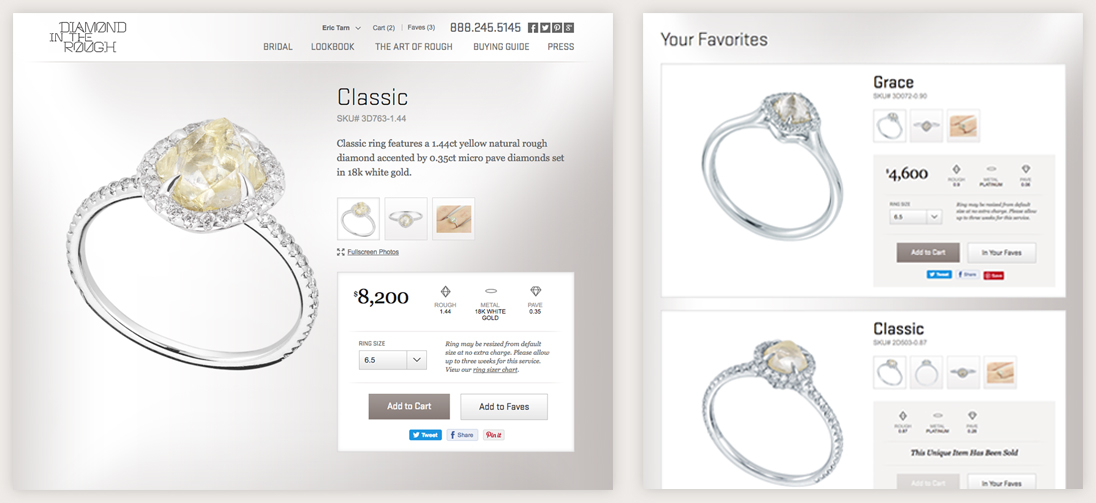 DIAMOND
IN THE
ROUGH
Eric Tarn
Cart (2)
Faves (3)
888.245.5145
BRIDAL
LOOKBOOK
THE ART OF ROUGH
BUYING GUIDE
PRESS
Classic
SKU# 3D763-1.44
Classic ring features a 1.44ct yellow natural rough
diamond accented by 0.35ct micro pave diamonds set
in 18k white gold.
Fullscreen Photos
$8,200
ROUGH
1.44
METAL
18K WHITE
GOLD
PAVE
0.35
RING SIZE
6.5
Ring may be resized from default
size at no extra charge. Please allow
up to three weeks for this service.
View our ring sizer chart.
Add to Cart
Add to Faves
Tweet
Share
Pin it
Your Favorites
Grace
SKU# 3D072-0.90
$4,600
ROUGH
0.9
METAL
PLATINUM
PAVE
RING SIZE
6.5
Ring may be resized from default
size at no extra charge. Please allow
up to three weeks for this service.
Add to Cart
In Your Faves
Tweet
Share
Save
Classic
SKU# 2D503-0.87
ROUGH
0.87
METAL
PLATINUM
PAVE
This Unique Item Has Been Sold
Add to Cart
In Your Faves